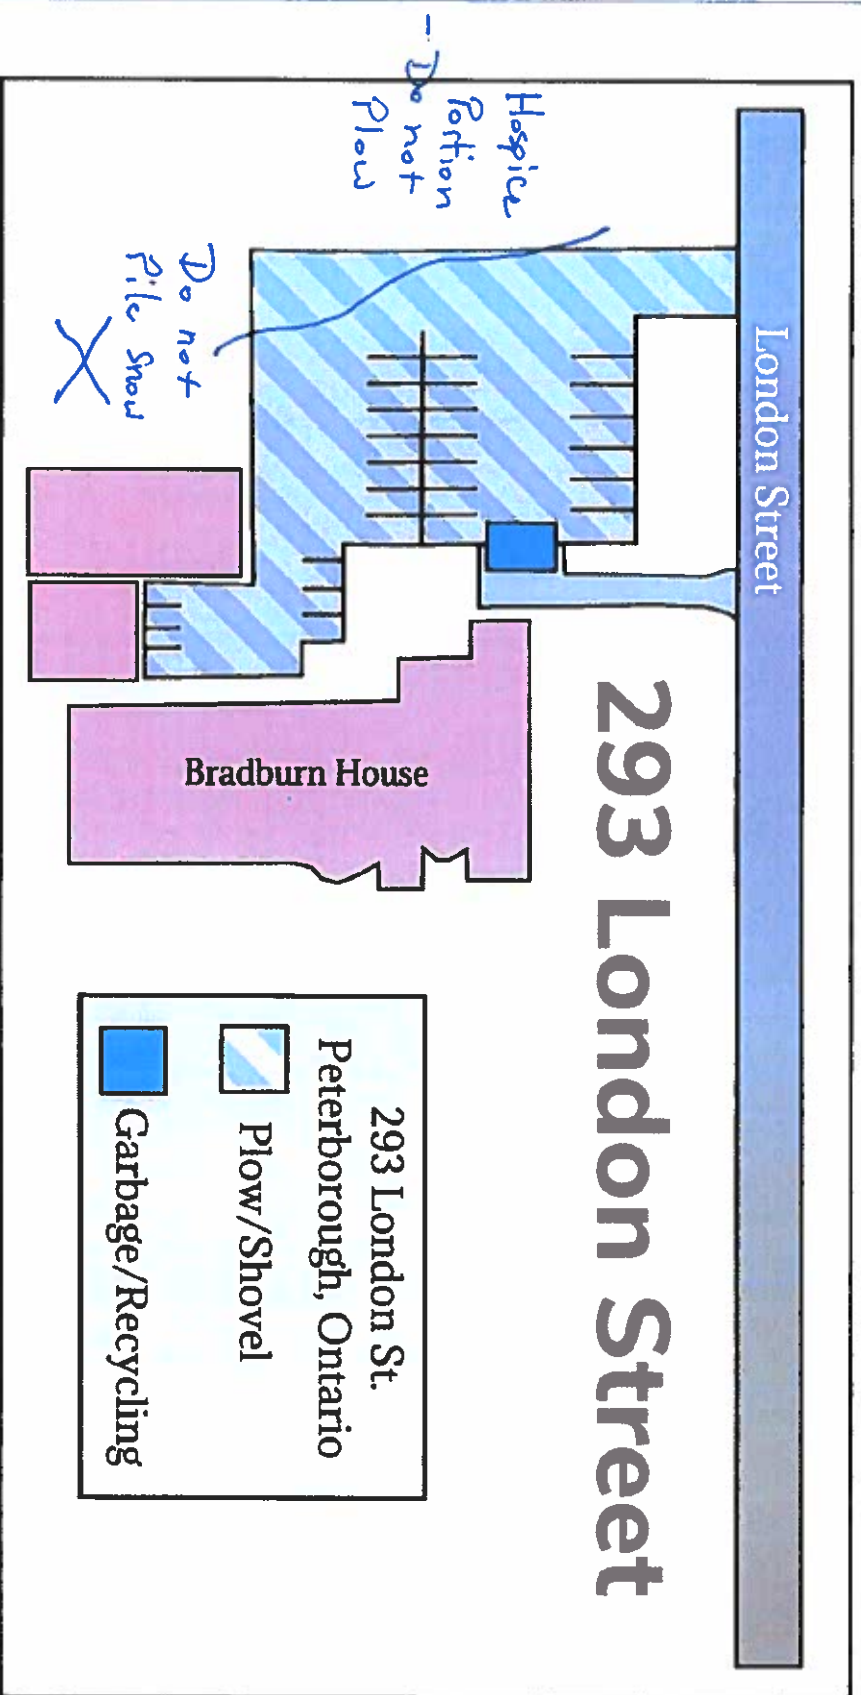 London Street
293 London Street
Hospice
Portion
- Do not
Plow
Do not
Pile Snow
Bradburn House
293 London St.
Peterborough, Ontario
Plow/Shovel
Garbage/Recycling